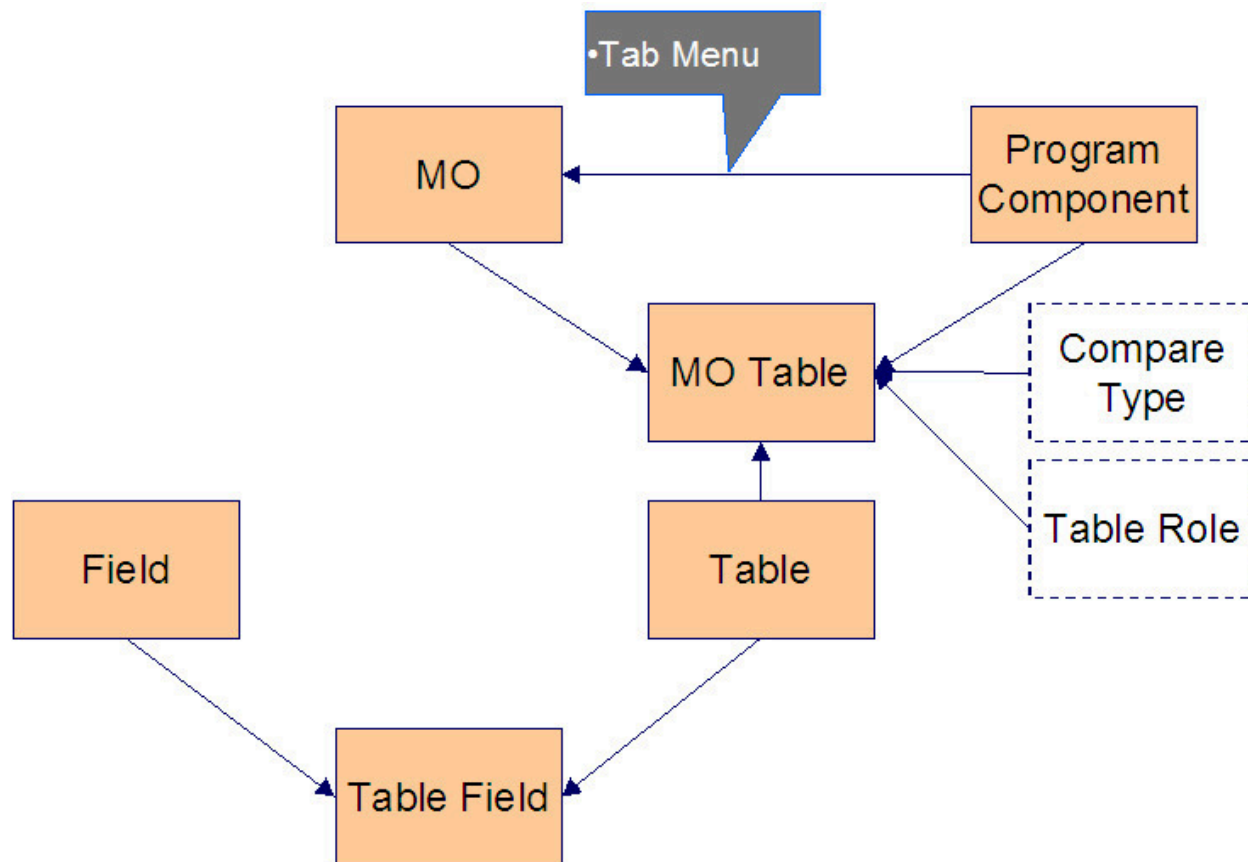 •Tab Menu
MO
Program
Component
MO Table
Compare
Type
Field
Table
Table Role
Table Field